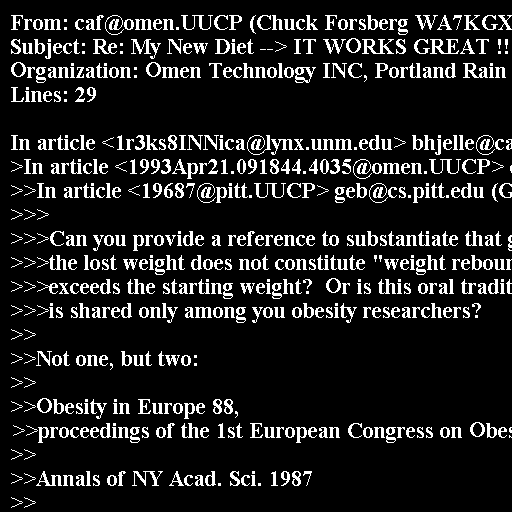 From: caf@omen.UUCP (Chuck Forsberg WA7KGX
Subject: Re: My New Diet --> IT WORKS GREAT !!
Organization: Omen Technology INC, Portland Rain
Lines: 29

In article <1r3ks8INNica@lynx.unm.edu> bhjelle@ca
>In article <1993Apr21.091844.4035@omen.UUCP>
>>In article <19687@pitt.UUCP> geb@cs.pitt.edu (G
>>>
>>>Can you provide a reference to substantiate that g
>>>the lost weight does not constitute "weight reboun
>>>exceeds the starting weight?  Or is this oral tradit
>>>is shared only among you obesity researchers?
>>
>>Not one, but two:
>>
>>Obesity in Europe 88,
>>proceedings of the 1st European Congress on Obes
>>
>>Annals of NY Acad. Sci. 1987
>>